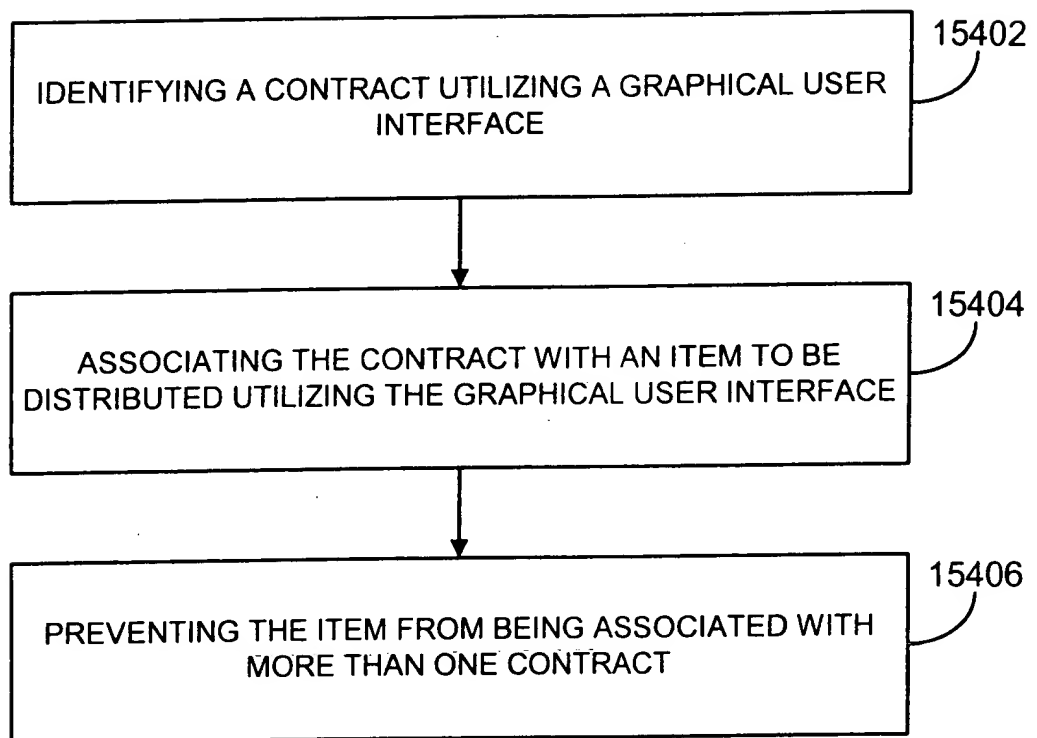 15402
IDENTIFYING A CONTRACT UTILIZING A GRAPHICAL USER
INTERFACE
15404
ASSOCIATING THE CONTRACT WITH AN ITEM TO BE
DISTRIBUTED UTILIZING THE GRAPHICAL USER INTERFACE
15406
PREVENTING THE ITEM FROM BEING ASSOCIATED WITH
MORE THAN ONE CONTRACT